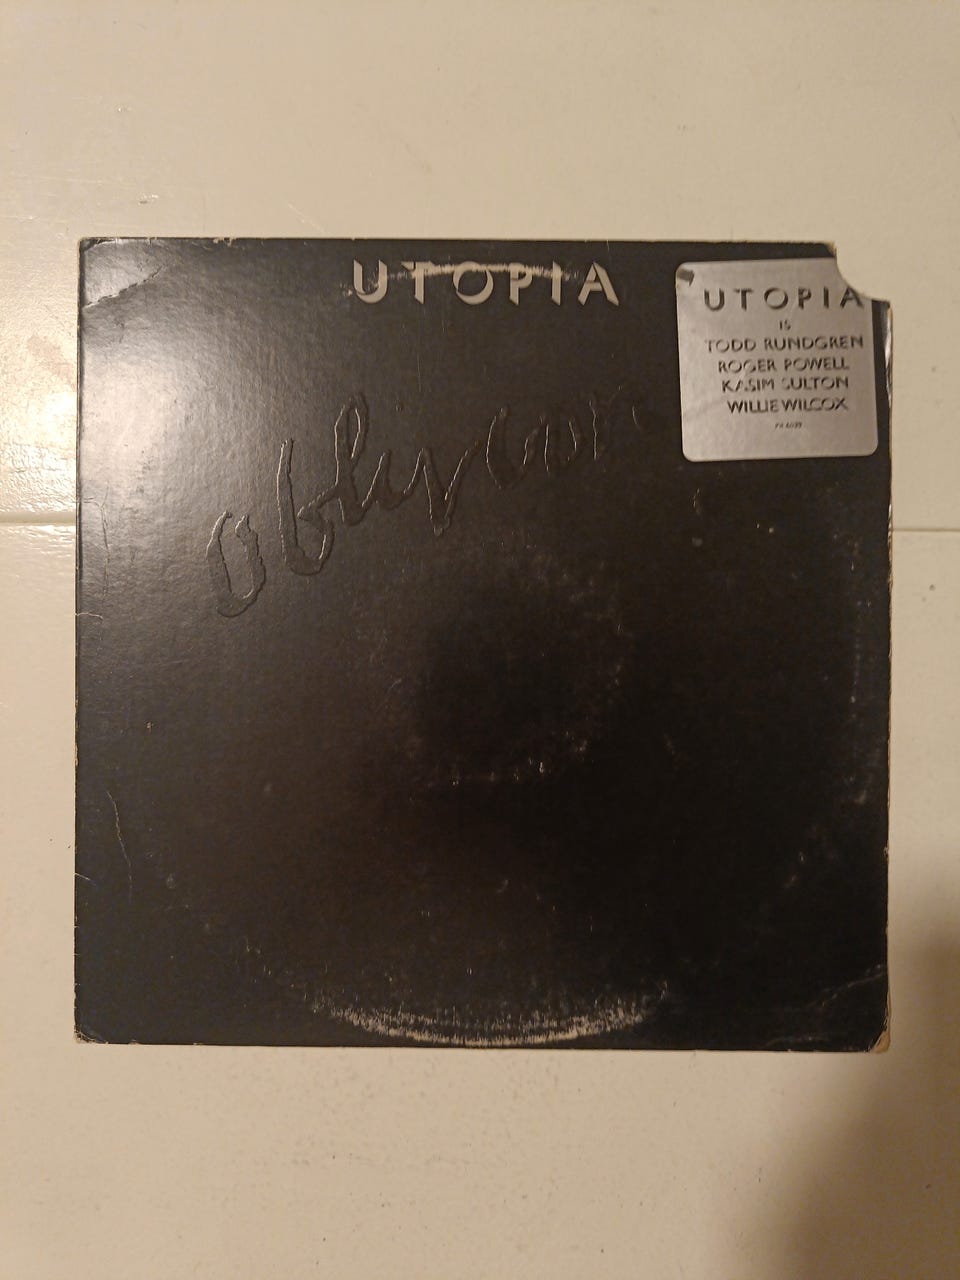 UTOPIA
Oblivion
UTOPIA
IS
TODD RUNDGREN
ROGER POWELL
KASIM SULTON
WILLIE WILCOX